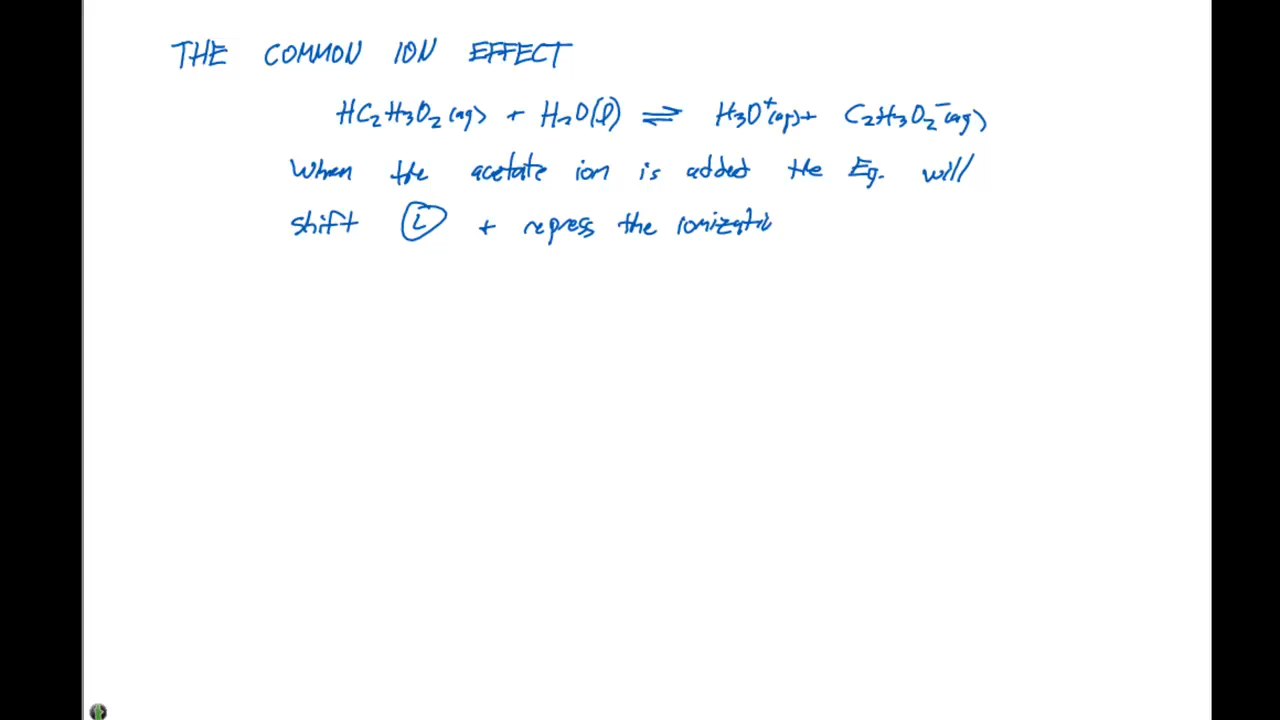 THE COMMON ION EFFECT
HC₂H₃O₂(aq) + H₂O(l) ⇌ H₃O⁺(aq) + C₂H₃O₂⁻(aq)
When the acetate ion is added the Eq. will
shift Ⓛ + repress the ionizatio